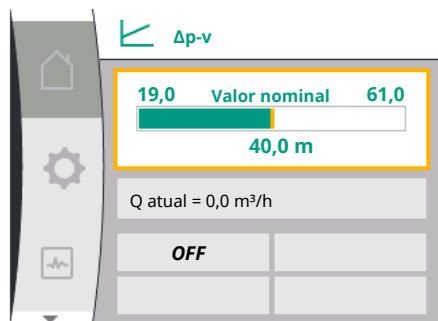 Δp-v
19,0 Valor nominal 61,0
40,0 m
Q atual = 0,0 m³/h
OFF